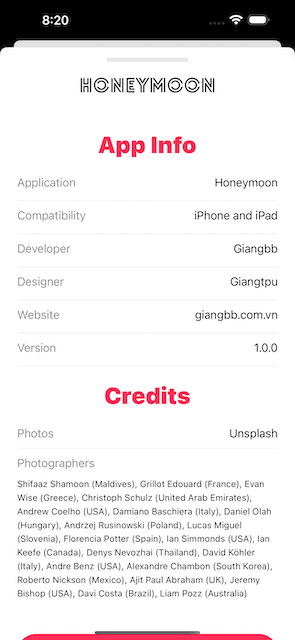 8:20
HONEYMOON
App Info
Application Honeymoon
Compatibility iPhone and iPad
Developer Giangbb
Designer Giangtpu
Website giangbb.com.vn
Version 1.0.0
Credits
Photos Unsplash
Photographers
Shifaaz Shamoon (Maldives), Grillot Edouard (France), Evan
Wise (Greece), Christoph Schulz (United Arab Emirates),
Andrew Coelho (USA), Damiano Baschiera (Italy), Daniel Olah
(Hungary), Andrzej Rusinowski (Poland), Lucas Miguel
(Slovenia), Florencia Potter (Spain), Ian Simmonds (USA), Ian
Keefe (Canada), Denys Nevozhai (Thailand), David Köhler
(Italy), Andre Benz (USA), Alexandre Chambon (South Korea),
Roberto Nickson (Mexico), Ajit Paul Abraham (UK), Jeremy
Bishop (USA), Davi Costa (Brazil), Liam Pozz (Australia)